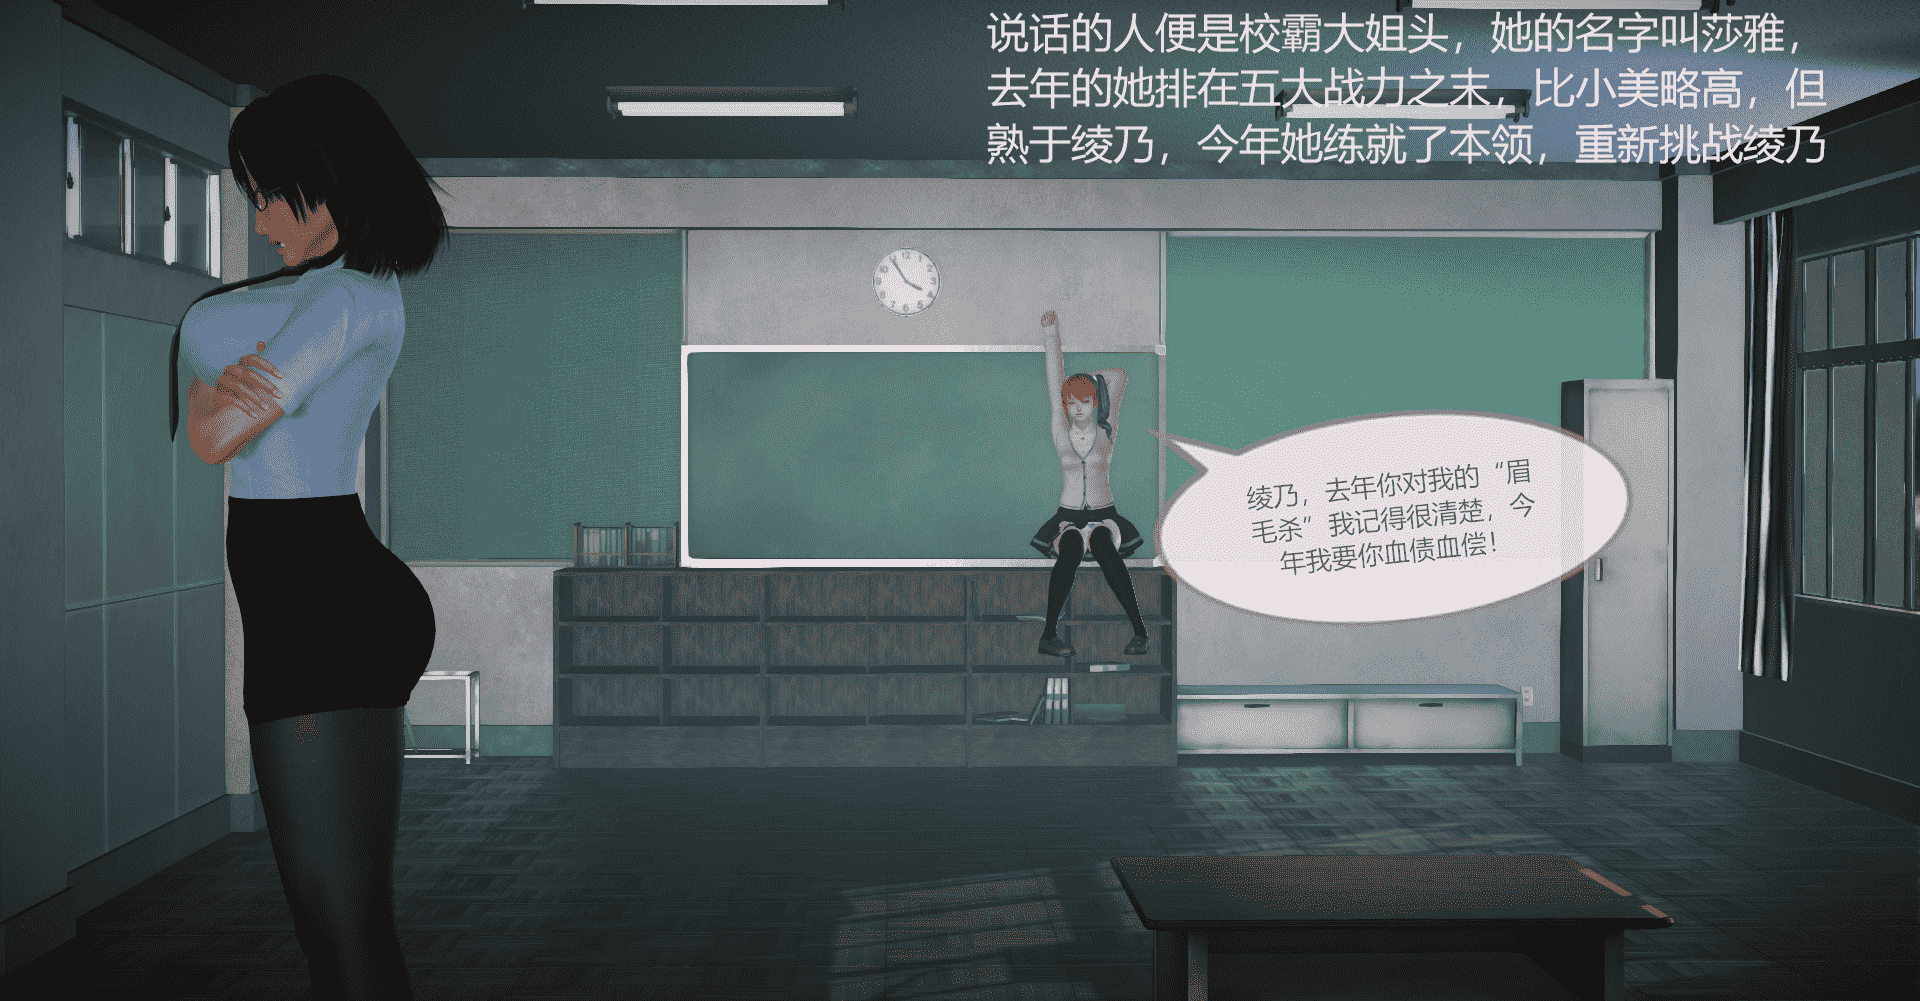 说话的人便是校霸大姐头，她的名字叫莎雅，
去年的她排在五大战力之末，比小美略高，但
熟于绫乃，今年她练就了本领，重新挑战绫乃
绫乃，去年你对我的“眉
毛杀”我记得很清楚，今
年我要你血债血偿！